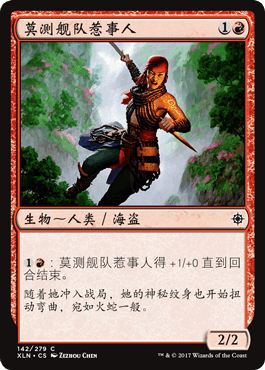 莫测舰队惹事人 1
生物～人类 / 海盗
1 : 莫测舰队惹事人得 +1/+0 直到回
合结束。
随着她冲入战局，她的神秘纹身也开始扭
动弯曲，宛如火蛇一般。
2/2
142/279 C
XLN • CS ZEZHOU CHEN
™ & © 2017 Wizards of the Coast